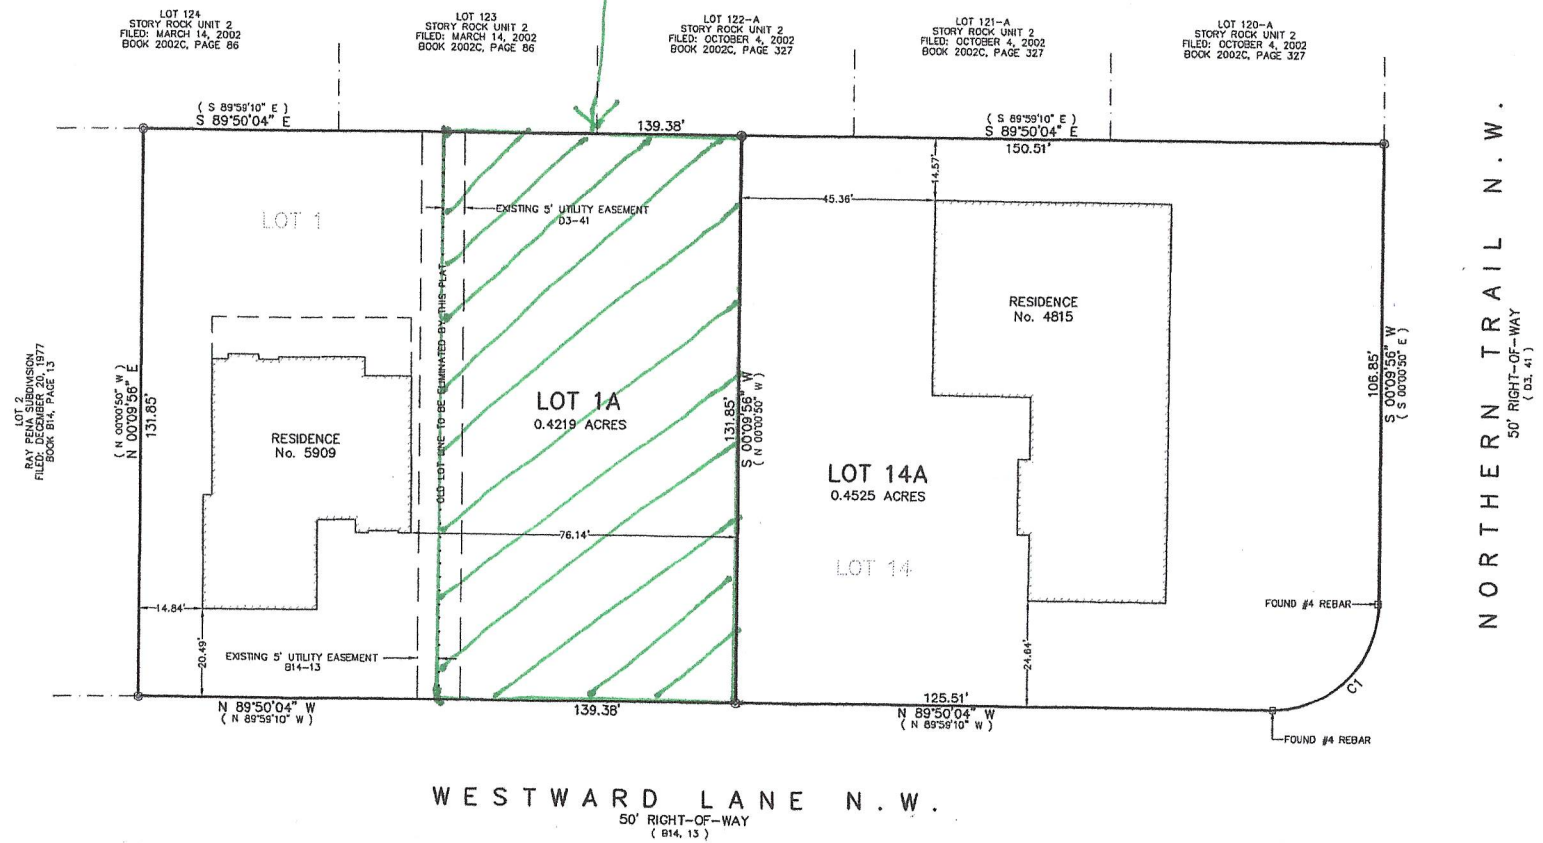 LOT 124
STORY ROCK UNIT 2
FILED: MARCH 14, 2002
BOOK 2002C, PAGE 86
LOT 123
STORY ROCK UNIT 2
FILED: MARCH 14, 2002
BOOK 2002C, PAGE 86
LOT 122-A
STORY ROCK UNIT 2
FILED: OCTOBER 4, 2002
BOOK 2002C, PAGE 327
LOT 121-A
STORY ROCK UNIT 2
FILED: OCTOBER 4, 2002
BOOK 2002C, PAGE 327
LOT 120-A
STORY ROCK UNIT 2
FILED: OCTOBER 4, 2002
BOOK 2002C, PAGE 327
( S 89°59'10" E )
S 89°50'04" E
139.38'
( S 89°59'10" E )
S 89°50'04" E
150.51'
14.57'
45.36'
LOT 1
EXISTING 5' UTILITY EASEMENT
D3-41
OLD LOT LINE TO BE ELIMINATED BY THIS PLAT
RESIDENCE
No. 4815
LOT 2
RAY PENA SUBDIVISION
FILED: DECEMBER 20, 1977
BOOK B14, PAGE 13
( N 00°00'50" W )
N 00°09'56" E
131.85'
RESIDENCE
No. 5909
LOT 1A
0.4219 ACRES
131.85'
S 00°09'56" W
( N 00°00'50" W )
LOT 14A
0.4525 ACRES
LOT 14
106.85'
S 00°09'56" W
( S 00°00'50" E )
NORTHERN TRAIL N.W.
50' RIGHT-OF-WAY
( D3, 41 )
76.14'
14.84'
20.49'
EXISTING 5' UTILITY EASEMENT
B14-13
24.64'
FOUND #4 REBAR
C1
FOUND #4 REBAR
N 89°50'04" W
( N 89°59'10" W )
139.38'
125.51'
N 89°50'04" W
( N 89°59'10" W )
WESTWARD LANE N.W.
50' RIGHT-OF-WAY
( B14, 13 )